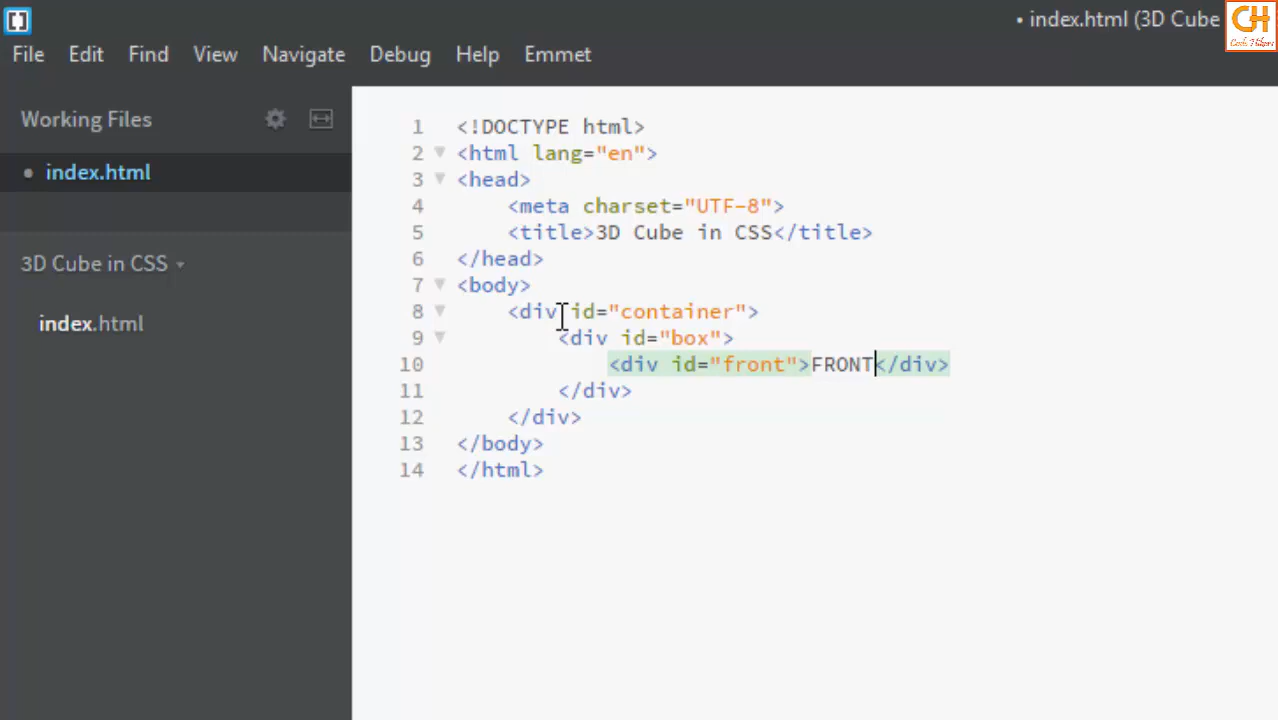 • index.html (3D Cube
CH
Code Helpers
File Edit Find View Navigate Debug Help Emmet
Working Files
index.html
3D Cube in CSS
index.html
1 <!DOCTYPE html>
2 <html lang="en">
3 <head>
4 <meta charset="UTF-8">
5 <title>3D Cube in CSS</title>
6 </head>
7 <body>
8 <div id="container">
9 <div id="box">
10 <div id="front">FRONT</div>
11 </div>
12 </div>
13 </body>
14 </html>